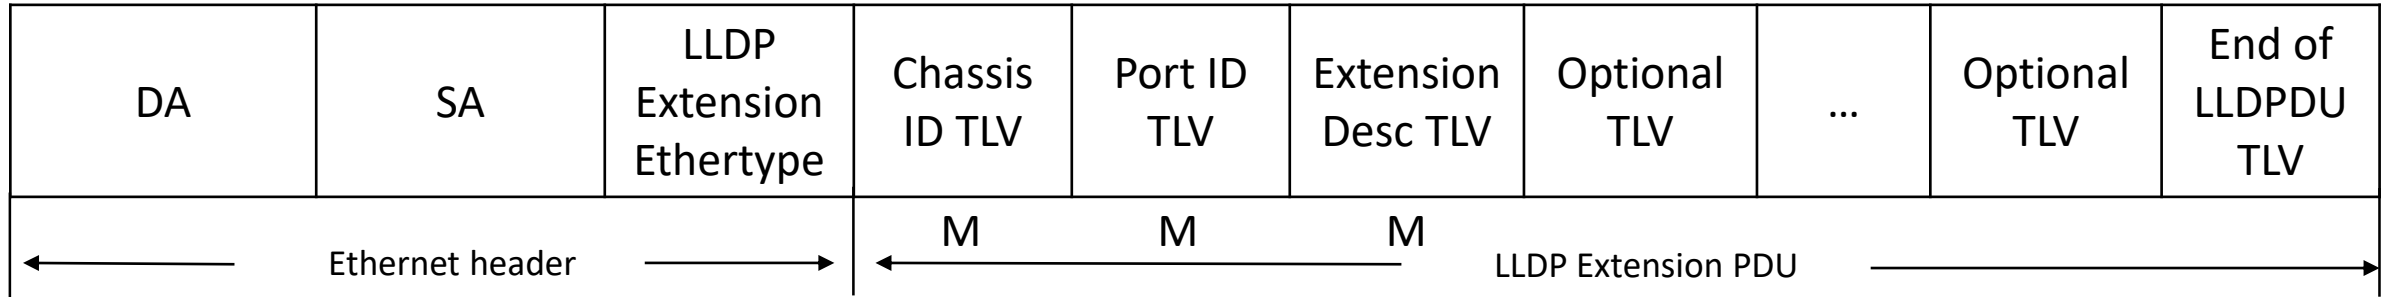 DA
SA
LLDP
Extension
Ethertype
Chassis
ID TLV
Port ID
TLV
Extension
Desc TLV
Optional
TLV
...
Optional
TLV
End of
LLDPDU
TLV
M
M
M
Ethernet header
LLDP Extension PDU